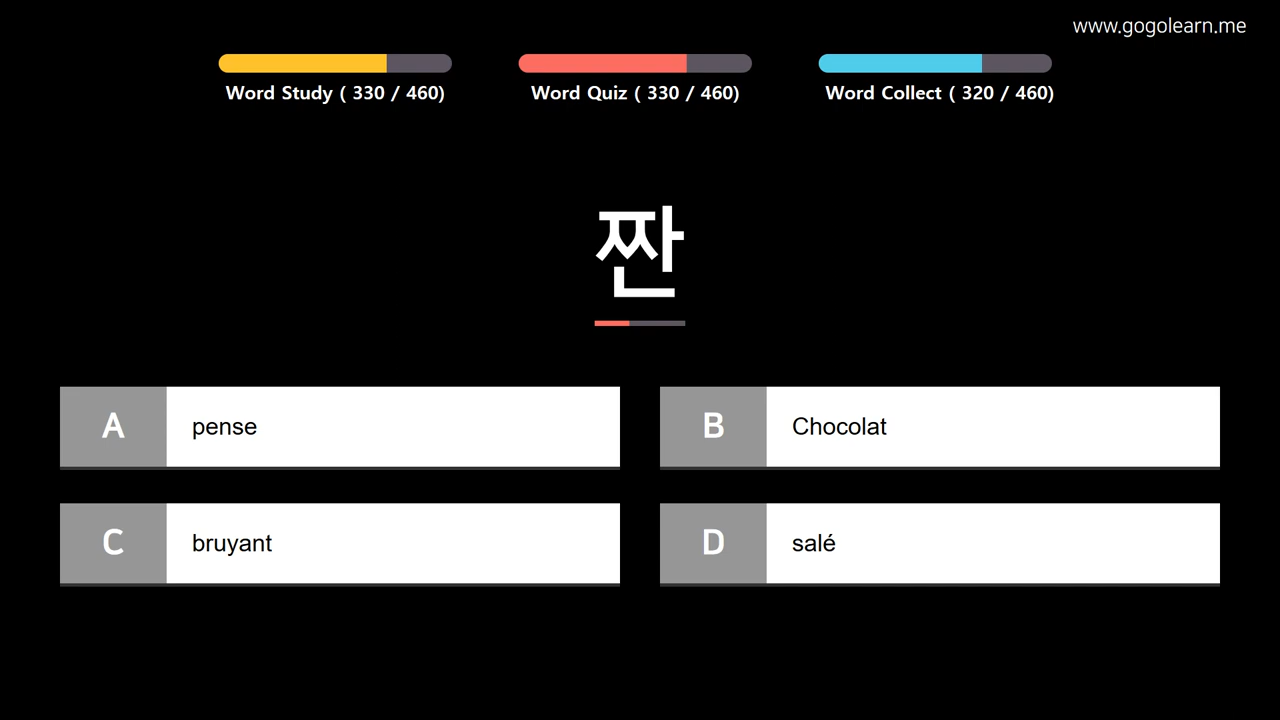 www.gogolearn.me
Word Study ( 330 / 460)
Word Quiz ( 330 / 460)
Word Collect ( 320 / 460)
짠
A pense
B Chocolat
C bruyant
D salé